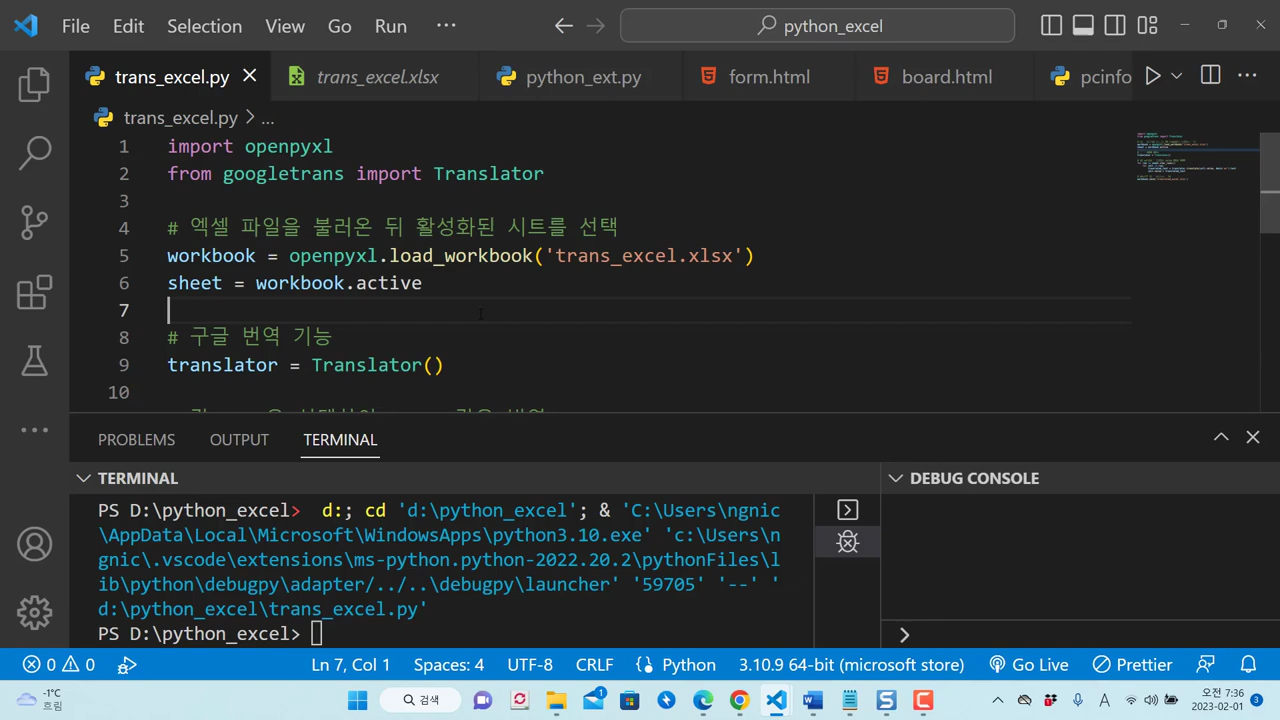 File Edit Selection View Go Run ··· python_excel
trans_excel.py trans_excel.xlsx python_ext.py form.html board.html pcinfo
trans_excel.py > ...
1 import openpyxl
2 from googletrans import Translator
3
4 # 엑셀 파일을 불러온 뒤 활성화된 시트를 선택
5 workbook = openpyxl.load_workbook('trans_excel.xlsx')
6 sheet = workbook.active
7
8 # 구글 번역 기능
9 translator = Translator()
10
PROBLEMS OUTPUT TERMINAL
TERMINAL
PS D:\python_excel>  d:; cd 'd:\python_excel'; & 'C:\Users\ngnic
\AppData\Local\Microsoft\WindowsApps\python3.10.exe' 'c:\Users\n
gnic\.vscode\extensions\ms-python.python-2022.20.2\pythonFiles\l
ib\python\debugpy\adapter/../..\debugpy\launcher' '59705' '--' '
d:\python_excel\trans_excel.py'
PS D:\python_excel>
DEBUG CONSOLE
>
0 0 Ln 7, Col 1 Spaces: 4 UTF-8 CRLF Python 3.10.9 64-bit (microsoft store) Go Live Prettier
-1°C
흐림
검색
1
A
오전 7:36
2023-02-01
3